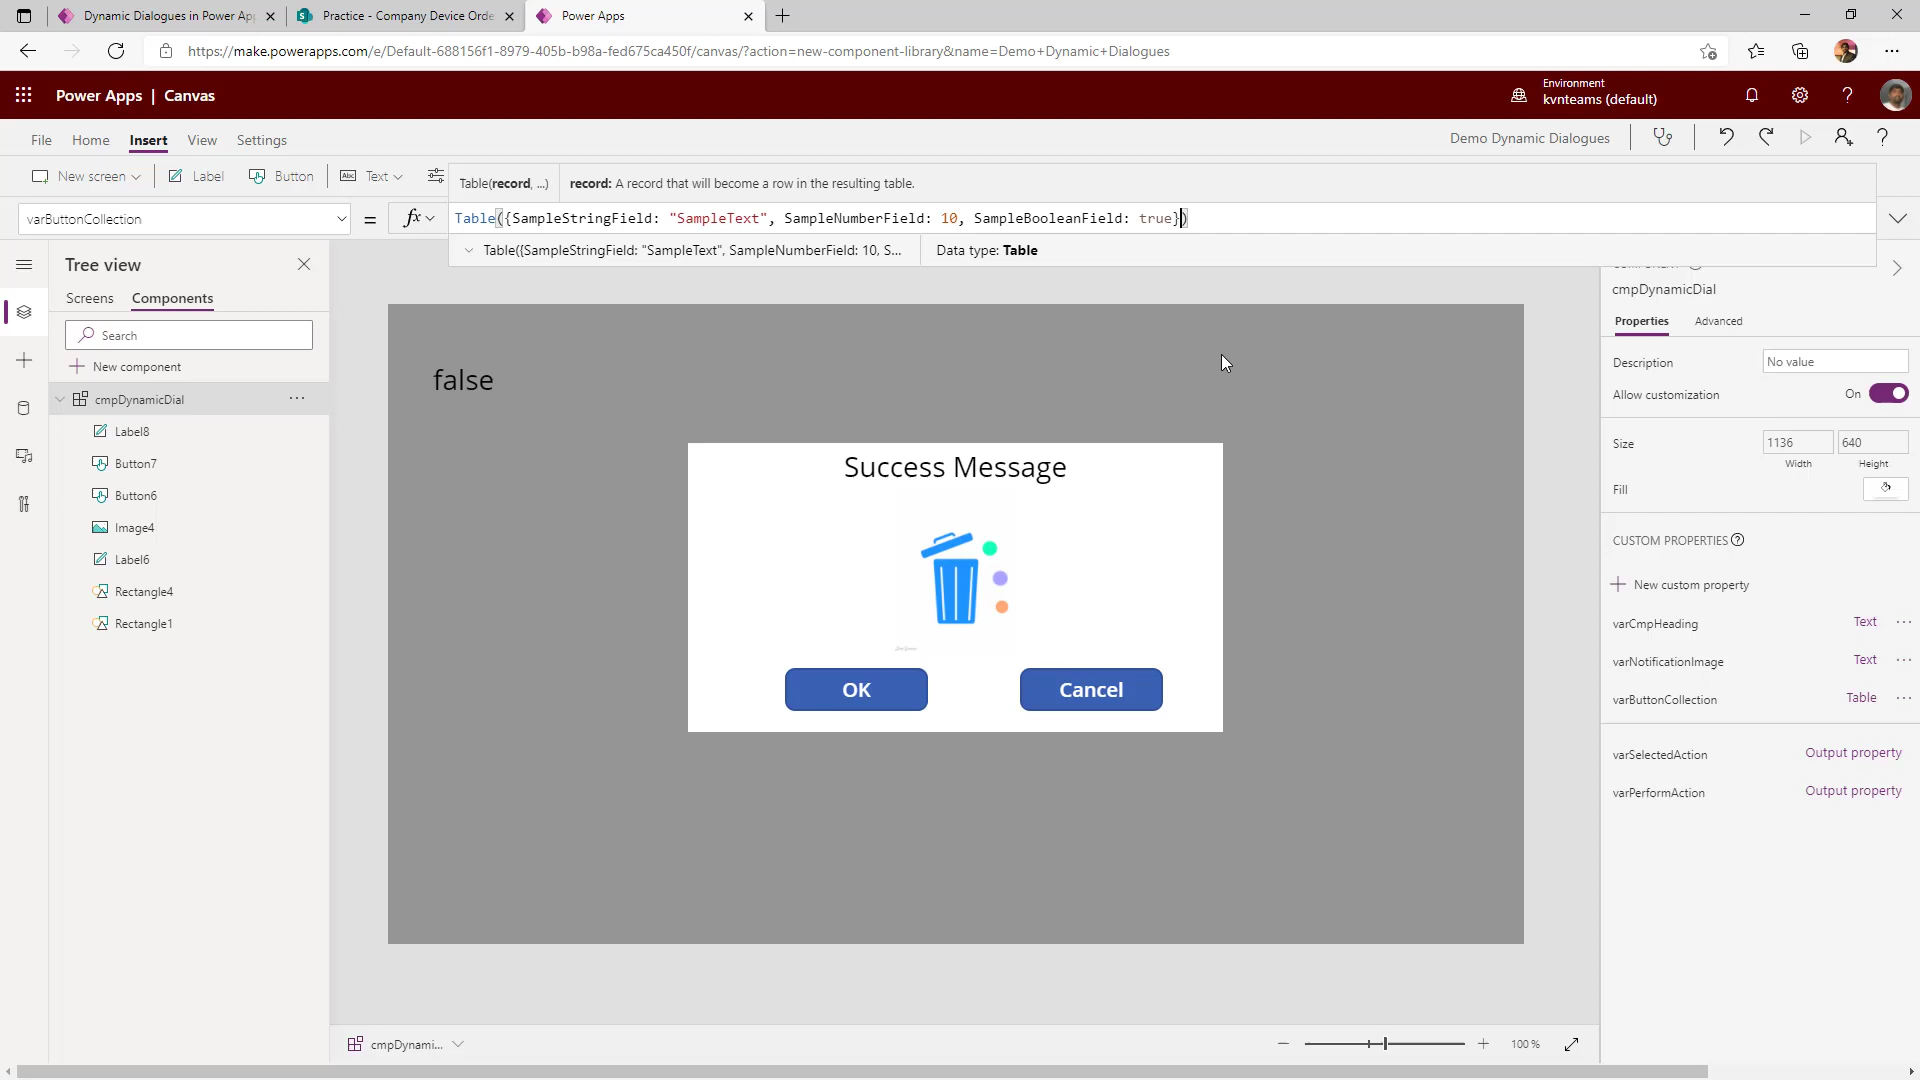 Dynamic Dialogues in Power Ap
Practice - Company Device Orde
Power Apps
https://make.powerapps.com/e/Default-688156f1-8979-405b-b98a-fed675ca450f/canvas/?action=new-component-library&name=Demo+Dynamic+Dialogues
Power Apps | Canvas
Environment
kvnteams (default)
File Home Insert View Settings
Demo Dynamic Dialogues
New screen Label Button Abc Text
Table(record, ...) record: A record that will become a row in the resulting table.
varButtonCollection = fx Table({SampleStringField: "SampleText", SampleNumberField: 10, SampleBooleanField: true})
Table({SampleStringField: "SampleText", SampleNumberField: 10, S... Data type: Table
Tree view
Screens Components
Search
New component
cmpDynamicDial
Label8
Button7
Button6
Image4
Label6
Rectangle4
Rectangle1
false
Success Message
OK Cancel
cmpDynami...
100 %
cmpDynamicDial
Properties Advanced
Description No value
Allow customization On
Size 1136 640
Width Height
Fill
CUSTOM PROPERTIES
New custom property
varCmpHeading Text
varNotificationImage Text
varButtonCollection Table
varSelectedAction Output property
varPerformAction Output property